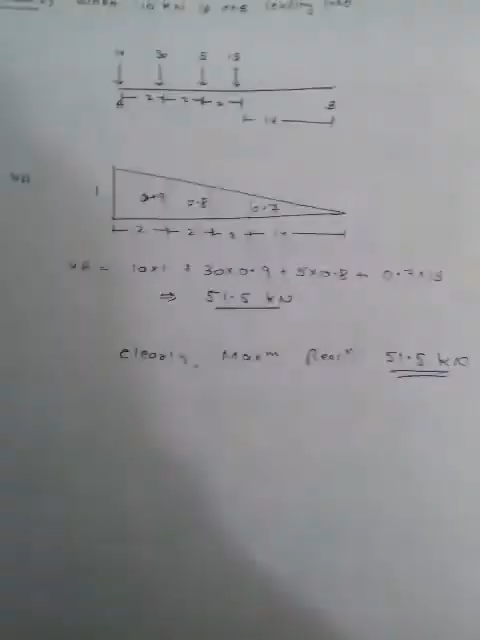 when 10 kN is the leading load
10 30 5 15
A 2 2 2 B
14
1 0.9 0.8 0.7
2 2 2 14
VA = 10x1 + 30x0.9 + 5x0.8 + 0.7x15
⇒ 51.5 kN
Clearly, Maxm Reacn 51.5 kN